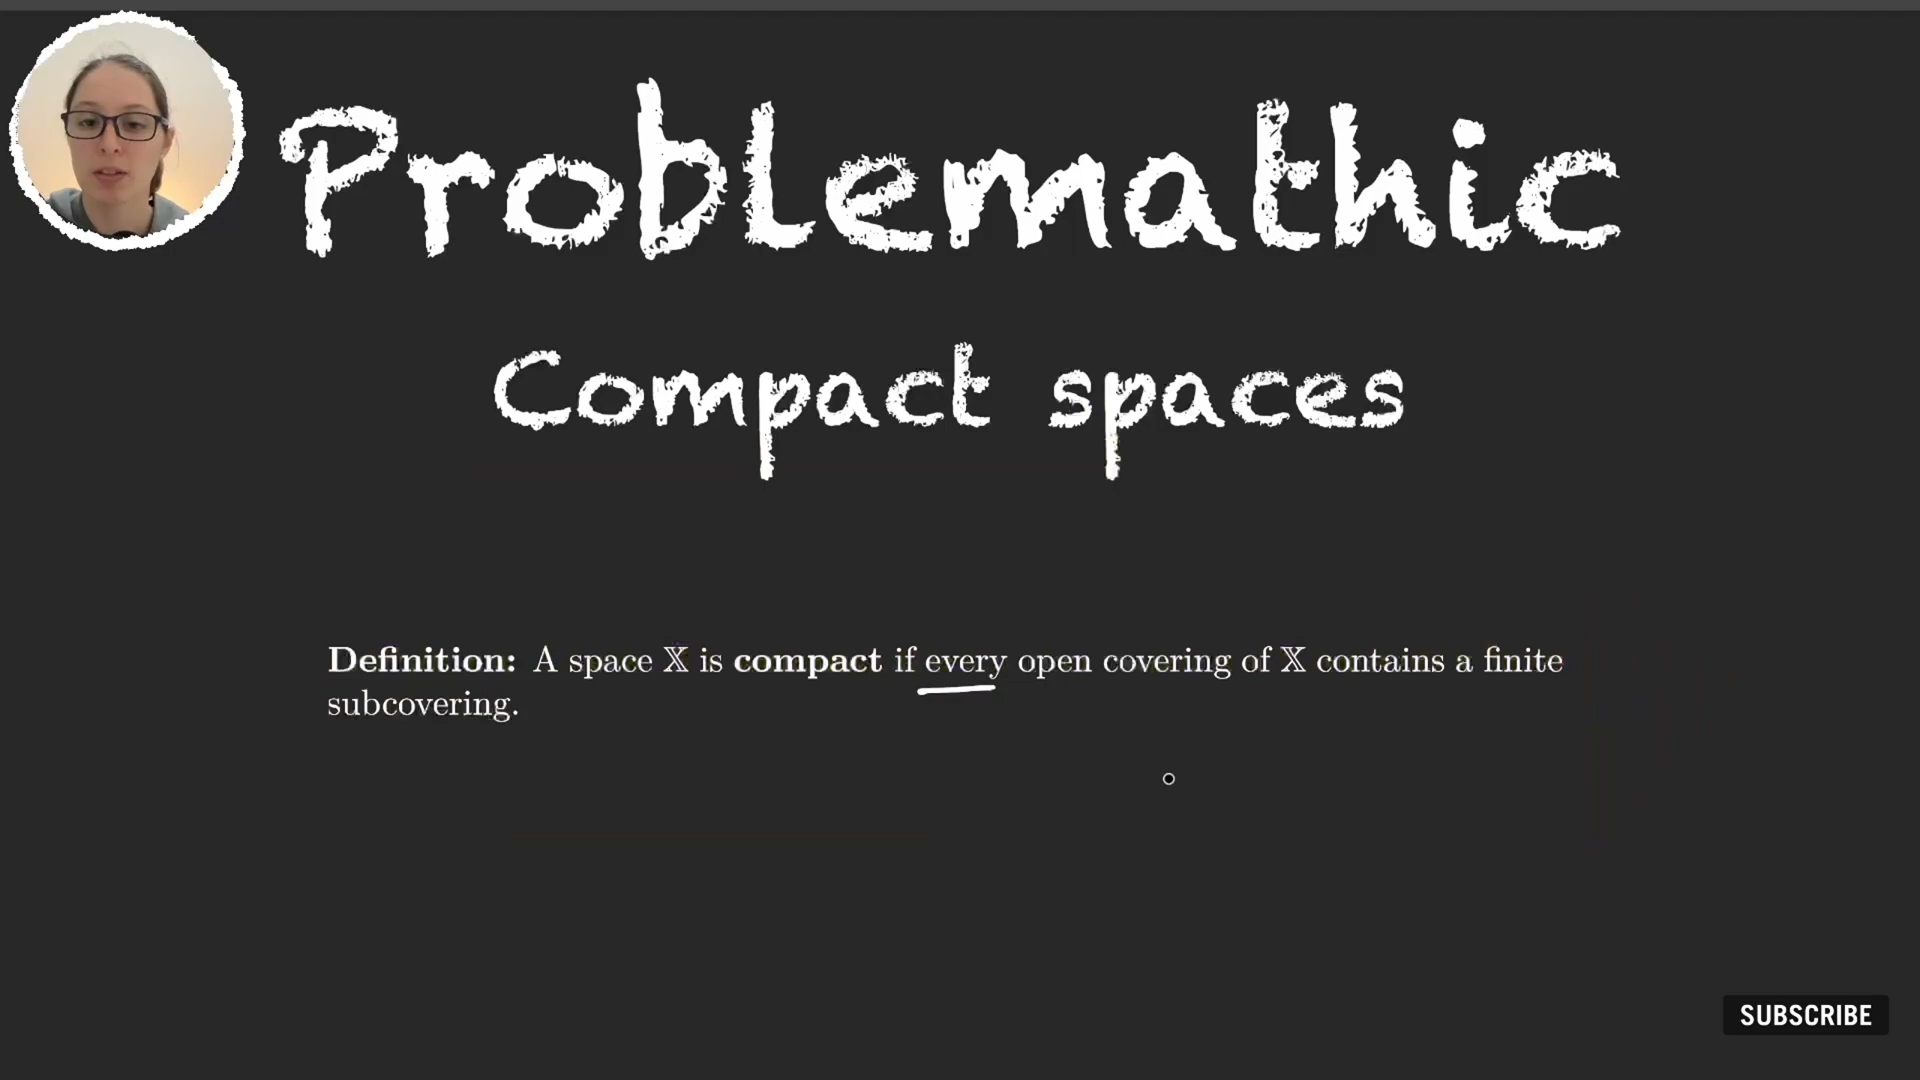 Problemathic
Compact spaces
Definition: A space 𝕏 is compact if every open covering of 𝕏 contains a finite
subcovering.
SUBSCRIBE